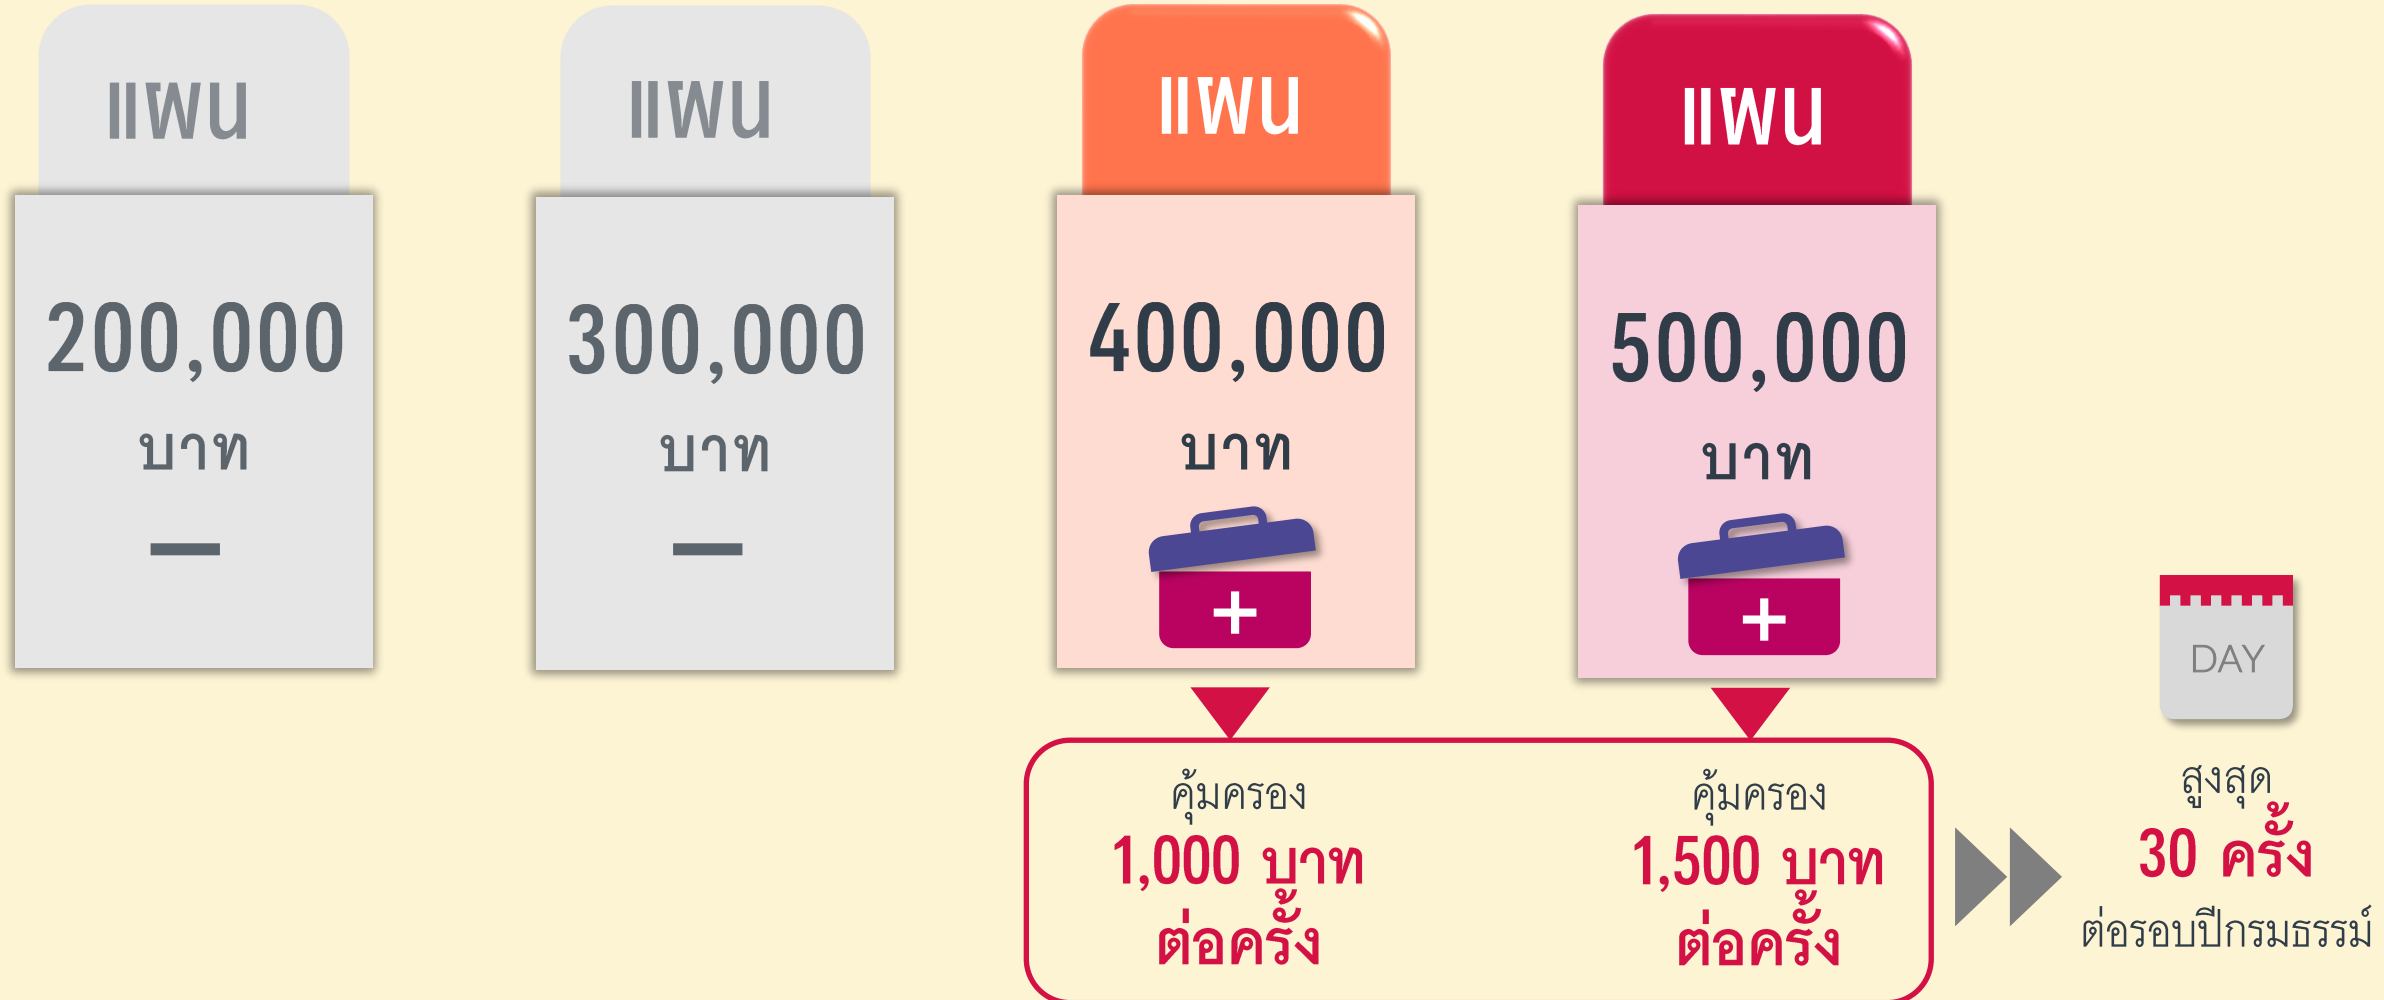 แผน
200,000
บาท
–
แผน
300,000
บาท
–
แผน
400,000
บาท
+
แผน
500,000
บาท
+
คุ้มครอง
1,000 บาท
ต่อครั้ง
คุ้มครอง
1,500 บาท
ต่อครั้ง
DAY
สูงสุด
30 ครั้ง
ต่อรอบปีกรมธรรม์